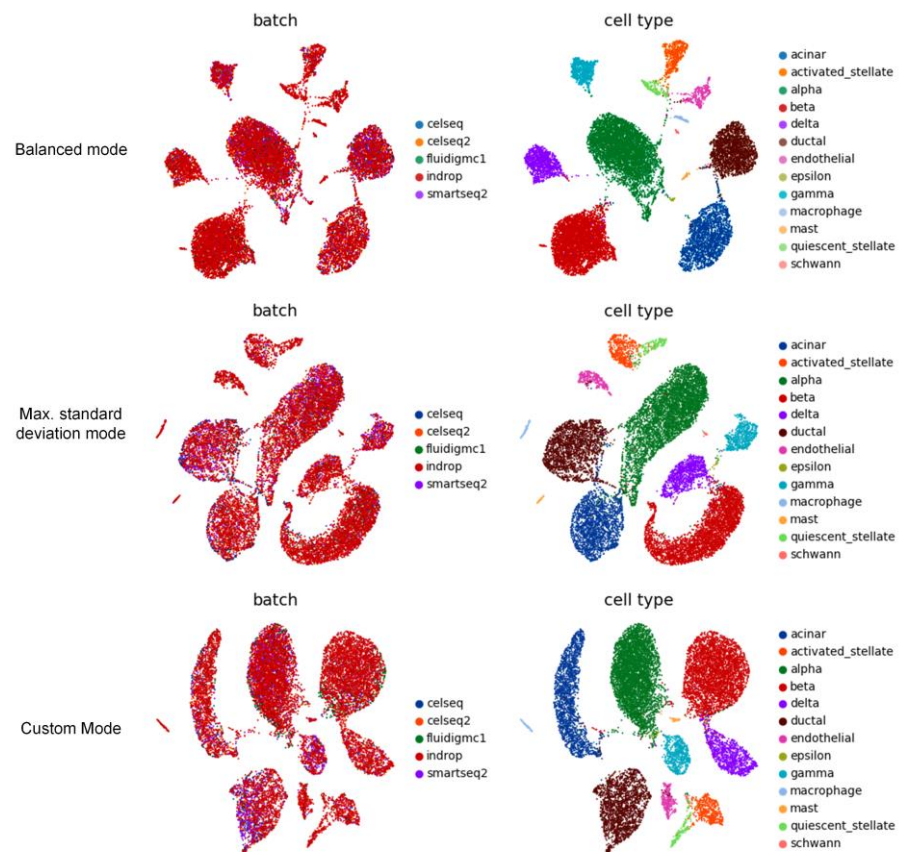 batch
cell type
Balanced mode
celseq
celseq2
fluidigmc1
indrop
smartseq2
acinar
activated_stellate
alpha
beta
delta
ductal
endothelial
epsilon
gamma
macrophage
mast
quiescent_stellate
schwann
batch
cell type
Max. standard
deviation mode
celseq
celseq2
fluidigmc1
indrop
smartseq2
acinar
activated_stellate
alpha
beta
delta
ductal
endothelial
epsilon
gamma
macrophage
mast
quiescent_stellate
schwann
batch
cell type
Custom Mode
celseq
celseq2
fluidigmc1
indrop
smartseq2
acinar
activated_stellate
alpha
beta
delta
ductal
endothelial
epsilon
gamma
macrophage
mast
quiescent_stellate
schwann